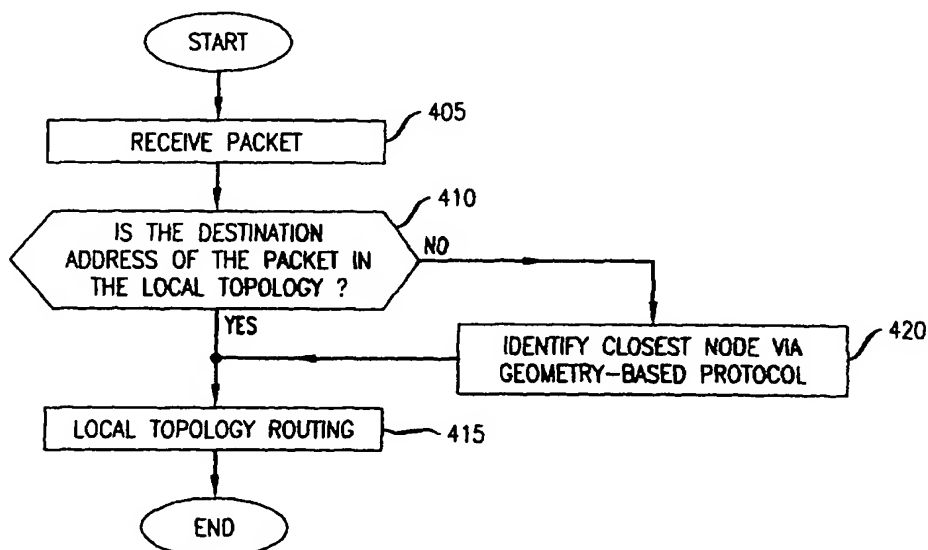 START
405
RECEIVE PACKET
410
IS THE DESTINATION
ADDRESS OF THE PACKET IN
THE LOCAL TOPOLOGY ?
NO
YES
420
IDENTIFY CLOSEST NODE VIA
GEOMETRY-BASED PROTOCOL
LOCAL TOPOLOGY ROUTING
415
END